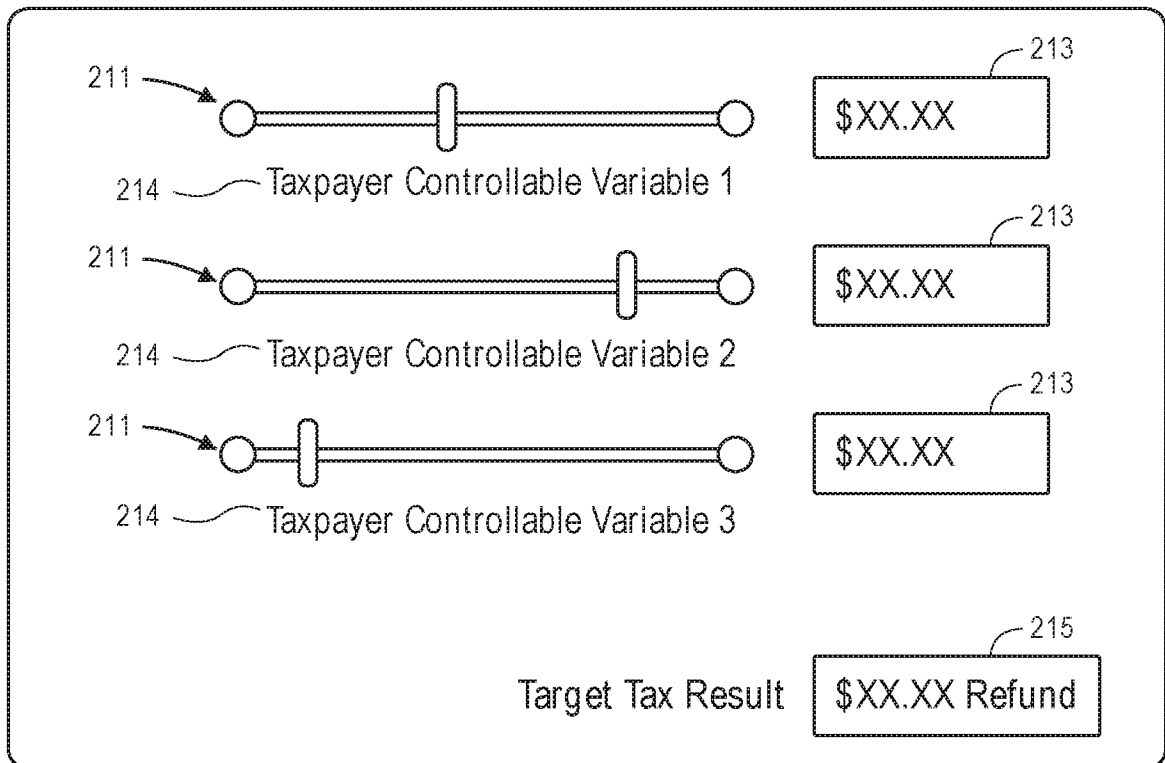 213
211
$XX.XX
214 Taxpayer Controllable Variable 1
213
211
$XX.XX
214 Taxpayer Controllable Variable 2
213
211
$XX.XX
214 Taxpayer Controllable Variable 3
215
Target Tax Result $XX.XX Refund